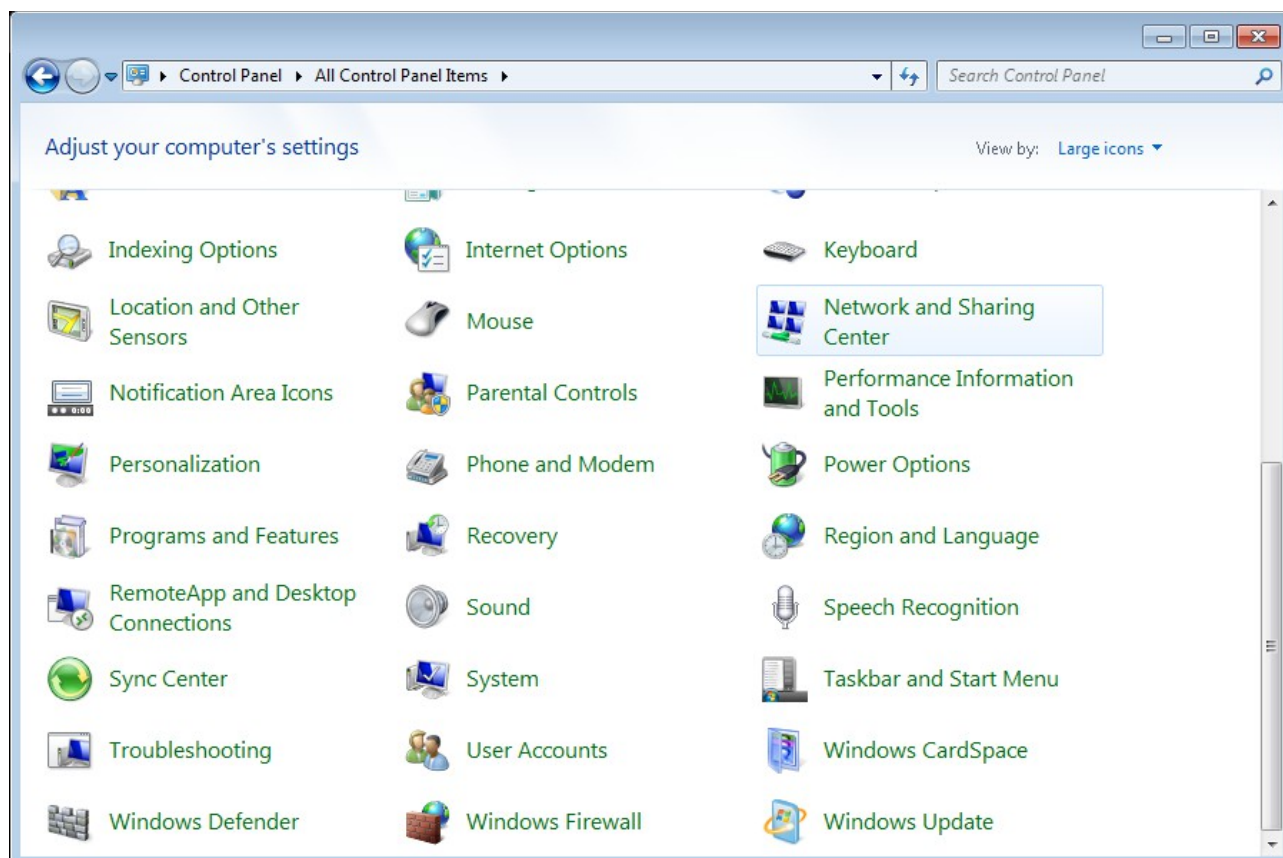 Control Panel All Control Panel Items Search Control Panel
Adjust your computer's settings View by: Large icons
Indexing Options Internet Options Keyboard
Location and Other
Sensors
Mouse
Network and Sharing
Center
Notification Area Icons
Parental Controls
Performance Information
and Tools
Personalization Phone and Modem Power Options
Programs and Features Recovery Region and Language
RemoteApp and Desktop
Connections
Sound Speech Recognition
Sync Center System Taskbar and Start Menu
Troubleshooting User Accounts Windows CardSpace
Windows Defender Windows Firewall Windows Update